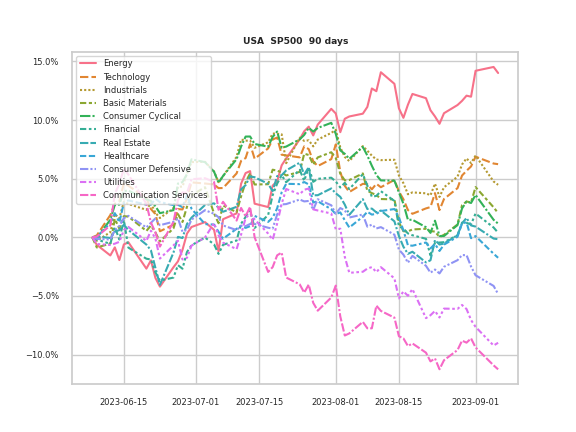 USA SP500 90 days
15.0%
10.0%
5.0%
0.0%
−5.0%
−10.0%
Energy
Technology
Industrials
Basic Materials
Consumer Cyclical
Financial
Real Estate
Healthcare
Consumer Defensive
Utilities
Communication Services
2023-06-15
2023-07-01
2023-07-15
2023-08-01
2023-08-15
2023-09-01